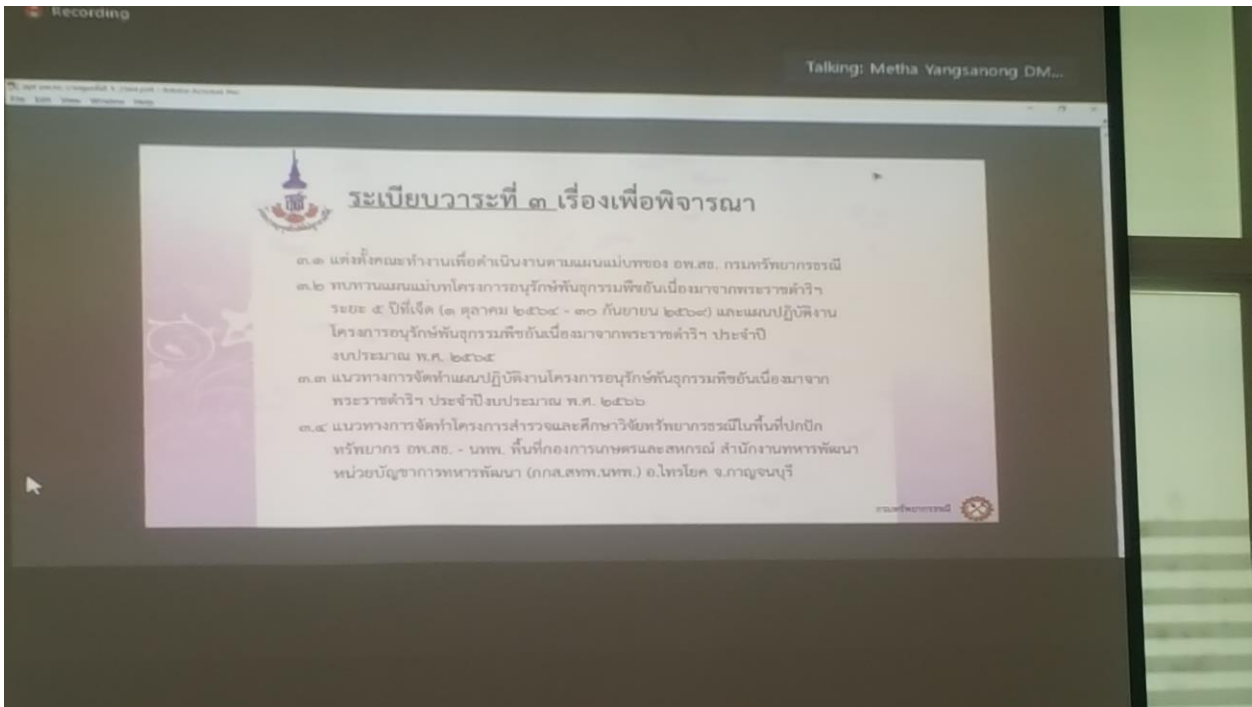 Recording
Talking: Metha Yangsanong DM...
File Edit View Window Help
ระเบียบวาระที่ ๓ เรื่องเพื่อพิจารณา
๓.๑ แต่งตั้งคณะทำงานเพื่อดำเนินงานตามแผนแม่บทของ อพ.สธ. กรมทรัพยากรธรณี
๓.๒ ทบทวนแผนแม่บทโครงการอนุรักษ์พันธุกรรมพืชอันเนื่องมาจากพระราชดำริฯ
ระยะ ๕ ปีที่เจ็ด (๑ ตุลาคม ๒๕๖๔ - ๓๐ กันยายน ๒๕๖๙) และแผนปฏิบัติงาน
โครงการอนุรักษ์พันธุกรรมพืชอันเนื่องมาจากพระราชดำริฯ ประจำปี
งบประมาณ พ.ศ. ๒๕๖๕
๓.๓ แนวทางการจัดทำแผนปฏิบัติงานโครงการอนุรักษ์พันธุกรรมพืชอันเนื่องมาจาก
พระราชดำริฯ ประจำปีงบประมาณ พ.ศ. ๒๕๖๖
๓.๔ แนวทางการจัดทำโครงการสำรวจและศึกษาวิจัยทรัพยากรธรณีในพื้นที่ปกปัก
ทรัพยากร อพ.สธ. - นทพ. พื้นที่กองการเกษตรและสหกรณ์ สำนักงานทหารพัฒนา
หน่วยบัญชาการทหารพัฒนา (กกส.สทพ.นทพ.) อ.ไทรโยค จ.กาญจนบุรี
กรมทรัพยากรธรณี